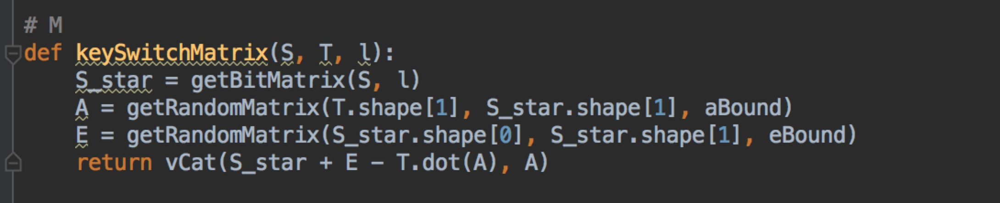 # M
def keySwitchMatrix(S, T, l):
    S_star = getBitMatrix(S, l)
    A = getRandomMatrix(T.shape[1], S_star.shape[1], aBound)
    E = getRandomMatrix(S_star.shape[0], S_star.shape[1], eBound)
    return vCat(S_star + E − T.dot(A), A)